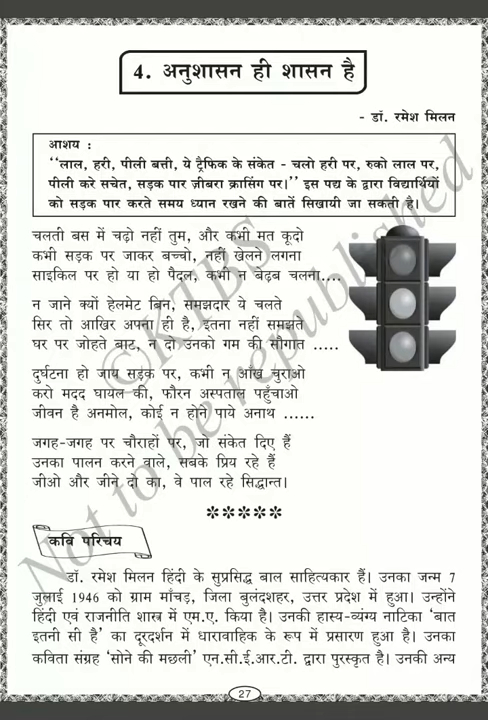 4. अनुशासन ही शासन है
- डॉ. रमेश मिलन
आशय :
‘‘लाल, हरी, पीली बत्ती, ये ट्रैफिक के संकेत - चलो हरी पर, रुको लाल पर,
पीली करे सचेत, सड़क पार ज़ीबरा क्रासिंग पर।’’ इस पद्य के द्वारा विद्यार्थियों
को सड़क पार करते समय ध्यान रखने की बातें सिखायी जा सकती है।
चलती बस में चढ़ो नहीं तुम, और कभी मत कूदो
कभी सड़क पर जाकर बच्चो, नहीं खेलने लगना
साइकिल पर हो या हो पैदल, कभी न बेढ़ब चलना....
न जाने क्यों हेलमेट बिन, समझदार ये चलते
सिर तो आखिर अपना ही है, इतना नहीं समझते
घर पर जोहते बाट, न दो उनको गम की सौगात .....
दुर्घटना हो जाय सड़क पर, कभी न आँख चुराओ
करो मदद घायल की, फौरन अस्पताल पहुँचाओ
जीवन है अनमोल, कोई न होने पाये अनाथ ......
जगह-जगह पर चौराहों पर, जो संकेत दिए हैं
उनका पालन करने वाले, सबके प्रिय रहे हैं
जीओ और जीने दो का, वे पाल रहे सिद्धान्त।
*****
कवि परिचय
डॉ. रमेश मिलन हिंदी के सुप्रसिद्ध बाल साहित्यकार हैं। उनका जन्म 7
जुलाई 1946 को ग्राम माँचड़, जिला बुलंदशहर, उत्तर प्रदेश में हुआ। उन्होंने
हिंदी एवं राजनीति शास्त्र में एम.ए. किया है। उनकी हास्य-व्यंग्य नाटिका ‘बात
इतनी सी है’ का दूरदर्शन में धारावाहिक के रूप में प्रसारण हुआ है। उनका
कविता संग्रह ‘सोने की मछली’ एन.सी.ई.आर.टी. द्वारा पुरस्कृत है। उनकी अन्य
27
©KTBS
Not to be republished